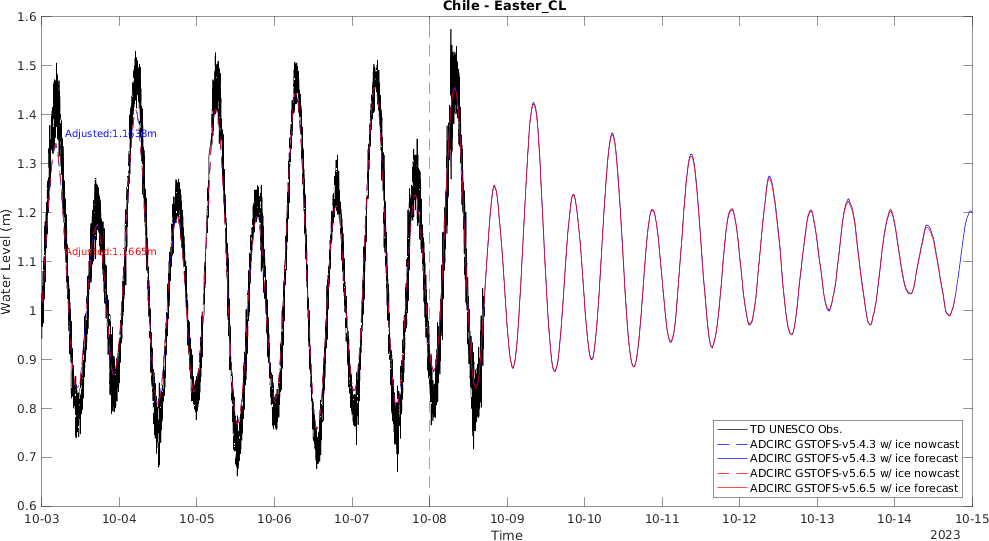 Chile - Easter_CL
1.6
1.5
1.4
1.3
1.2
1.1
1
0.9
0.8
0.7
0.6
Water Level (m)
Adjusted:1.1638m
Adjusted:1.1665m
TD UNESCO Obs.
ADCIRC GSTOFS-v5.4.3 w/ ice nowcast
ADCIRC GSTOFS-v5.4.3 w/ ice forecast
ADCIRC GSTOFS-v5.6.5 w/ ice nowcast
ADCIRC GSTOFS-v5.6.5 w/ ice forecast
10-03 10-04 10-05 10-06 10-07 10-08 10-09 10-10 10-11 10-12 10-13 10-14 10-15
Time
2023